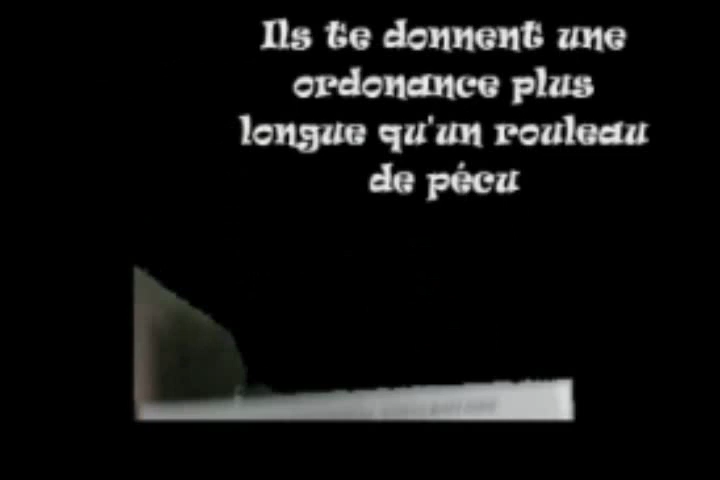 Ils te donnent une
ordonance plus
longue qu'un rouleau
de pécu